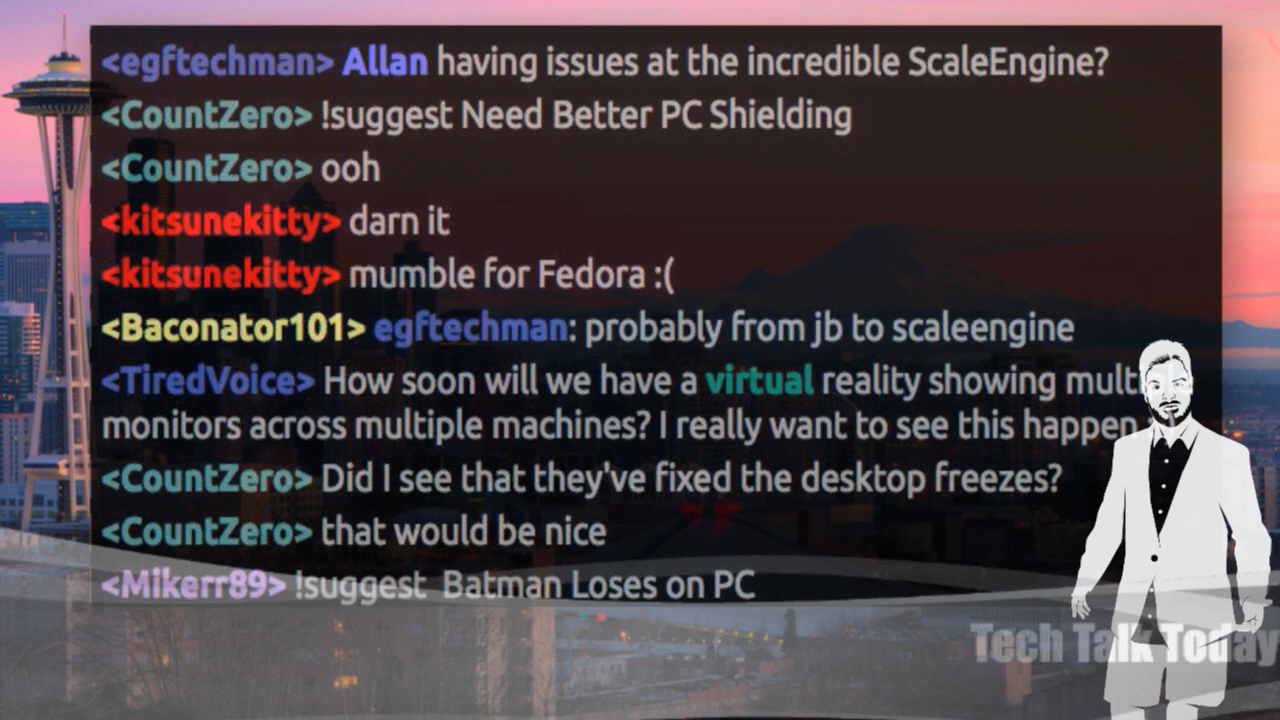 <egftechman> Allan having issues at the incredible ScaleEngine?
<CountZero> !suggest Need Better PC Shielding
<CountZero> ooh
<kitsunekitty> darn it
<kitsunekitty> mumble for Fedora :(
<Baconator101> egftechman: probably from jb to scaleengine
<TiredVoice> How soon will we have a virtual reality showing
monitors across multiple machines? I really want to see this happen
<CountZero> Did I see that they've fixed the desktop freezes?
<CountZero> that would be nice
<Mikerr89> !suggest  Batman Loses on PC
Tech Talk Today